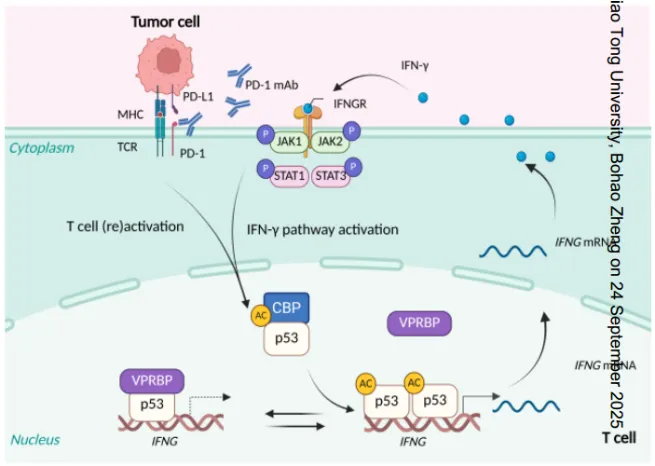 Tumor cell
PD-L1
PD-1 mAb
IFN-γ
MHC
IFNGR
TCR
PD-1
Cytoplasm
P
JAK1
JAK2
P
P
STAT1
STAT3
P
T cell (re)activation
IFN-γ pathway activation
IFNG mRNA
AC
CBP
p53
VPRBP
IFNG mRNA
VPRBP
p53
IFNG
AC
AC
p53
p53
IFNG
Nucleus
T cell
iao Tong University, Bohao Zheng on 24 September 2025